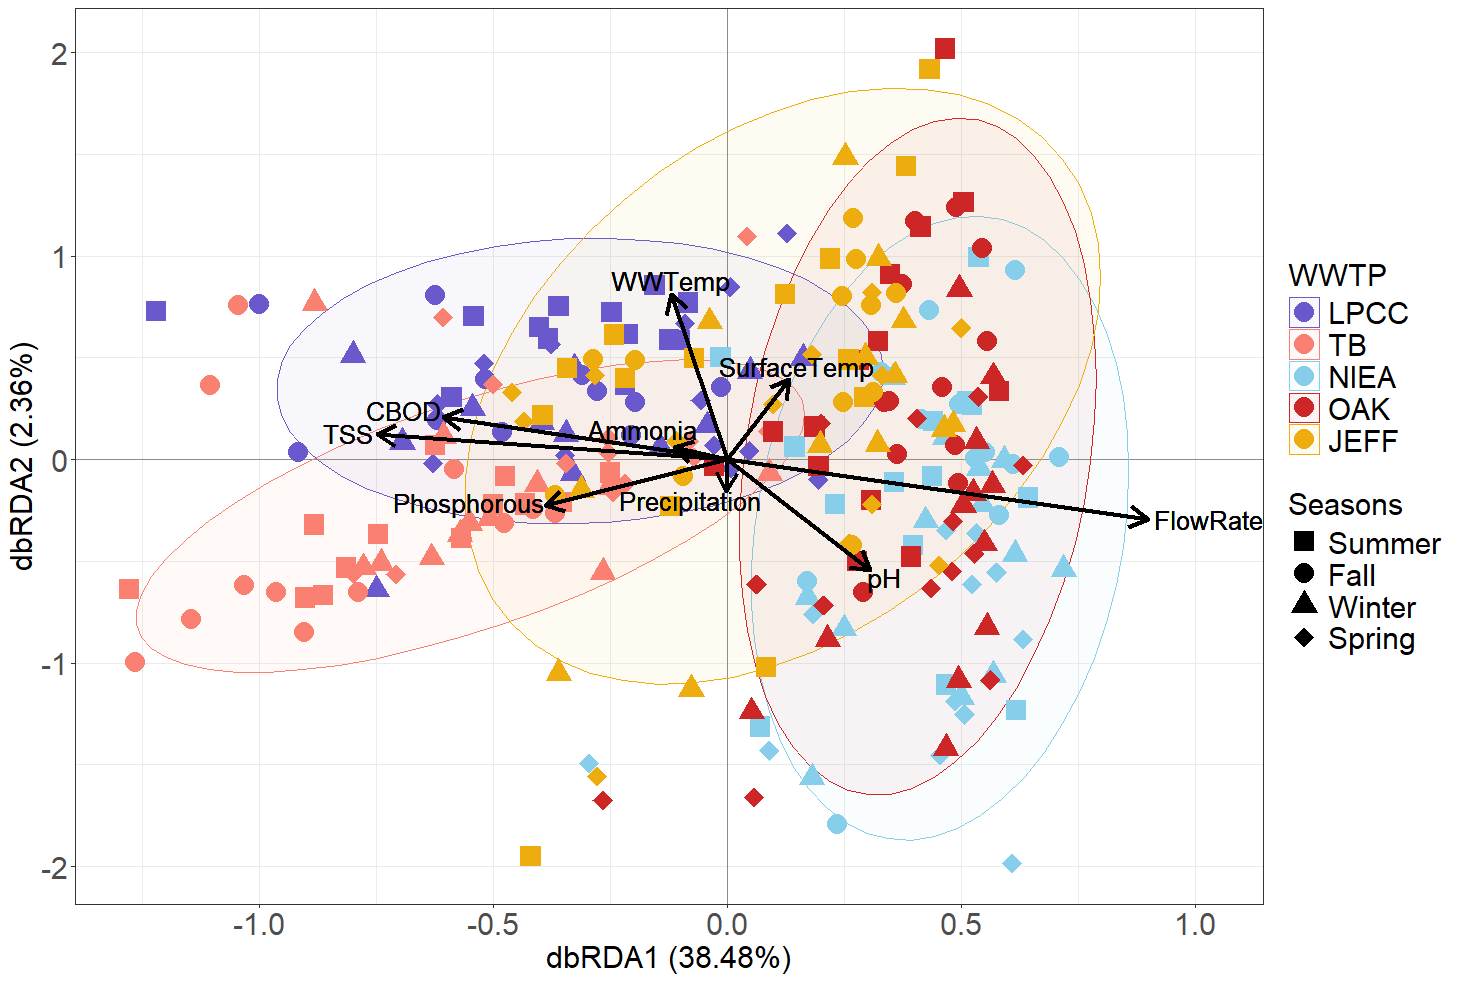 2
1
0
-1
-2
dbRDA2 (2.36%)
WWTemp
SurfaceTemp
CBOD
TSS
Ammonia
Phosphorous
Precipitation
FlowRate
pH
-1.0
-0.5
0.0
0.5
1.0
dbRDA1 (38.48%)
WWTP
LPCC
TB
NIEA
OAK
JEFF
Seasons
Summer
Fall
Winter
Spring